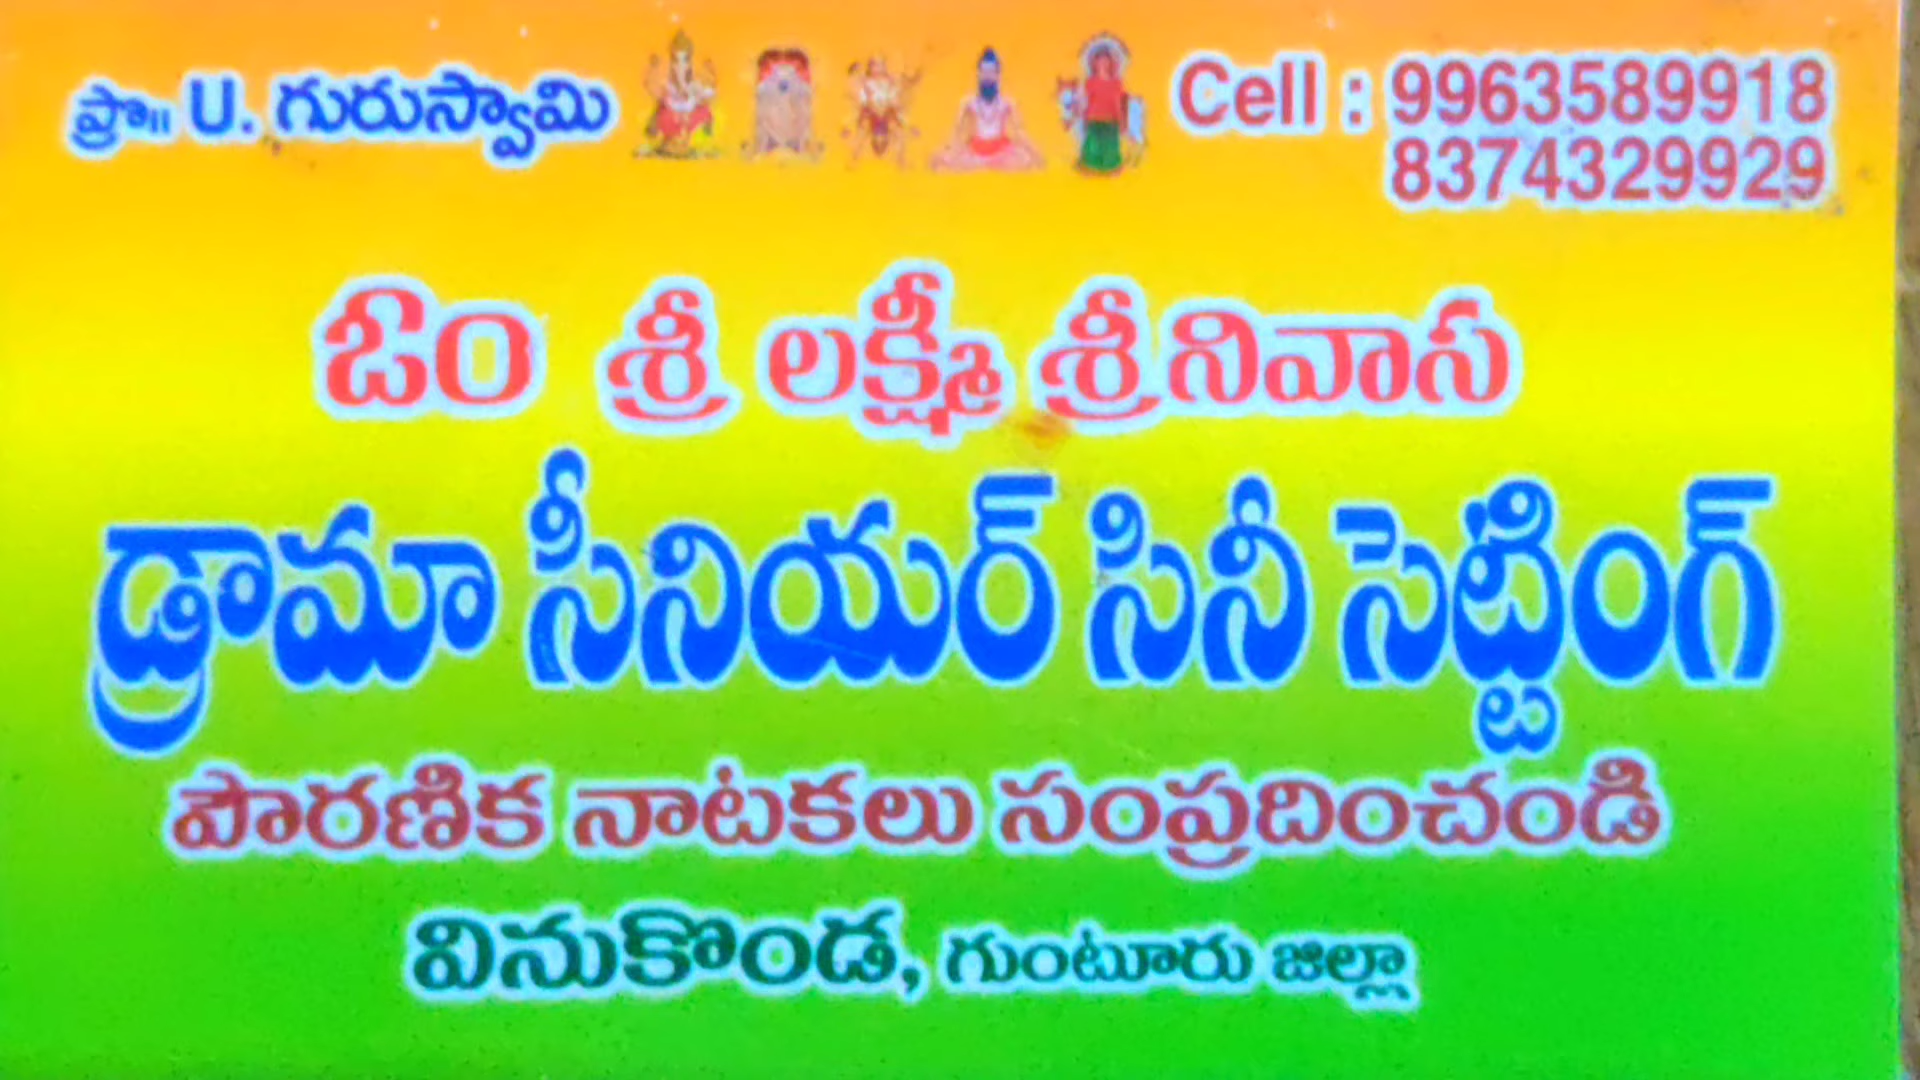 ప్రొ॥ U. గురుస్వామి
Cell : 9963589918
8374329929
ఓం శ్రీ లక్ష్మీ శ్రీనివాస
డ్రామా సీనియర్ సినీ సెట్టింగ్
పౌరణిక నాటకలు సంప్రదించండి
వినుకొండ, గుంటూరు జిల్లా